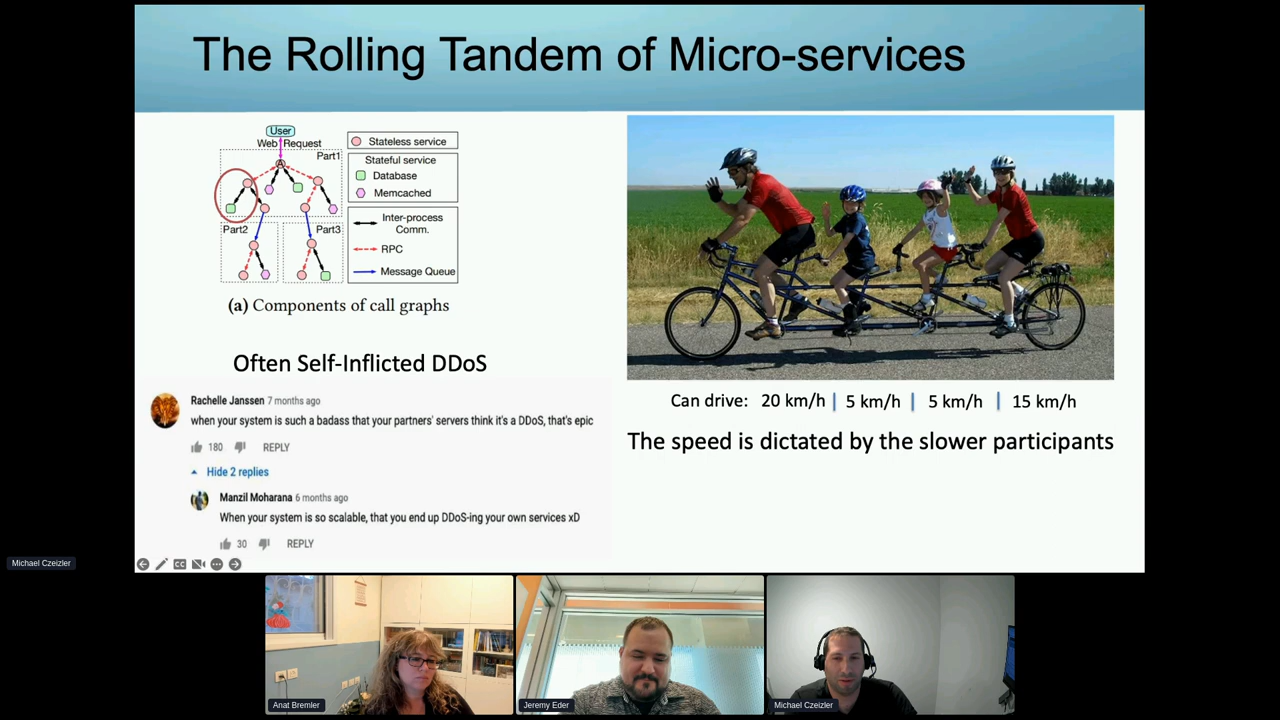 The Rolling Tandem of Micro-services
User
Web Request
Part1
Part2
Part3
Stateless service
Stateful service
Database
Memcached
Inter-process
Comm.
RPC
Message Queue
(a) Components of call graphs
Often Self-Inflicted DDoS
Rachelle Janssen 7 months ago
when your system is such a badass that your partners' servers think it's a DDoS, that's epic
180 REPLY
Hide 2 replies
Manzil Moharana 6 months ago
When your system is so scalable, that you end up DDoS-ing your own services xD
30 REPLY
Can drive: 20 km/h | 5 km/h | 5 km/h | 15 km/h
The speed is dictated by the slower participants
CC
Michael Czeizler
Anat Bremler
Jeremy Eder
Michael Czeizler